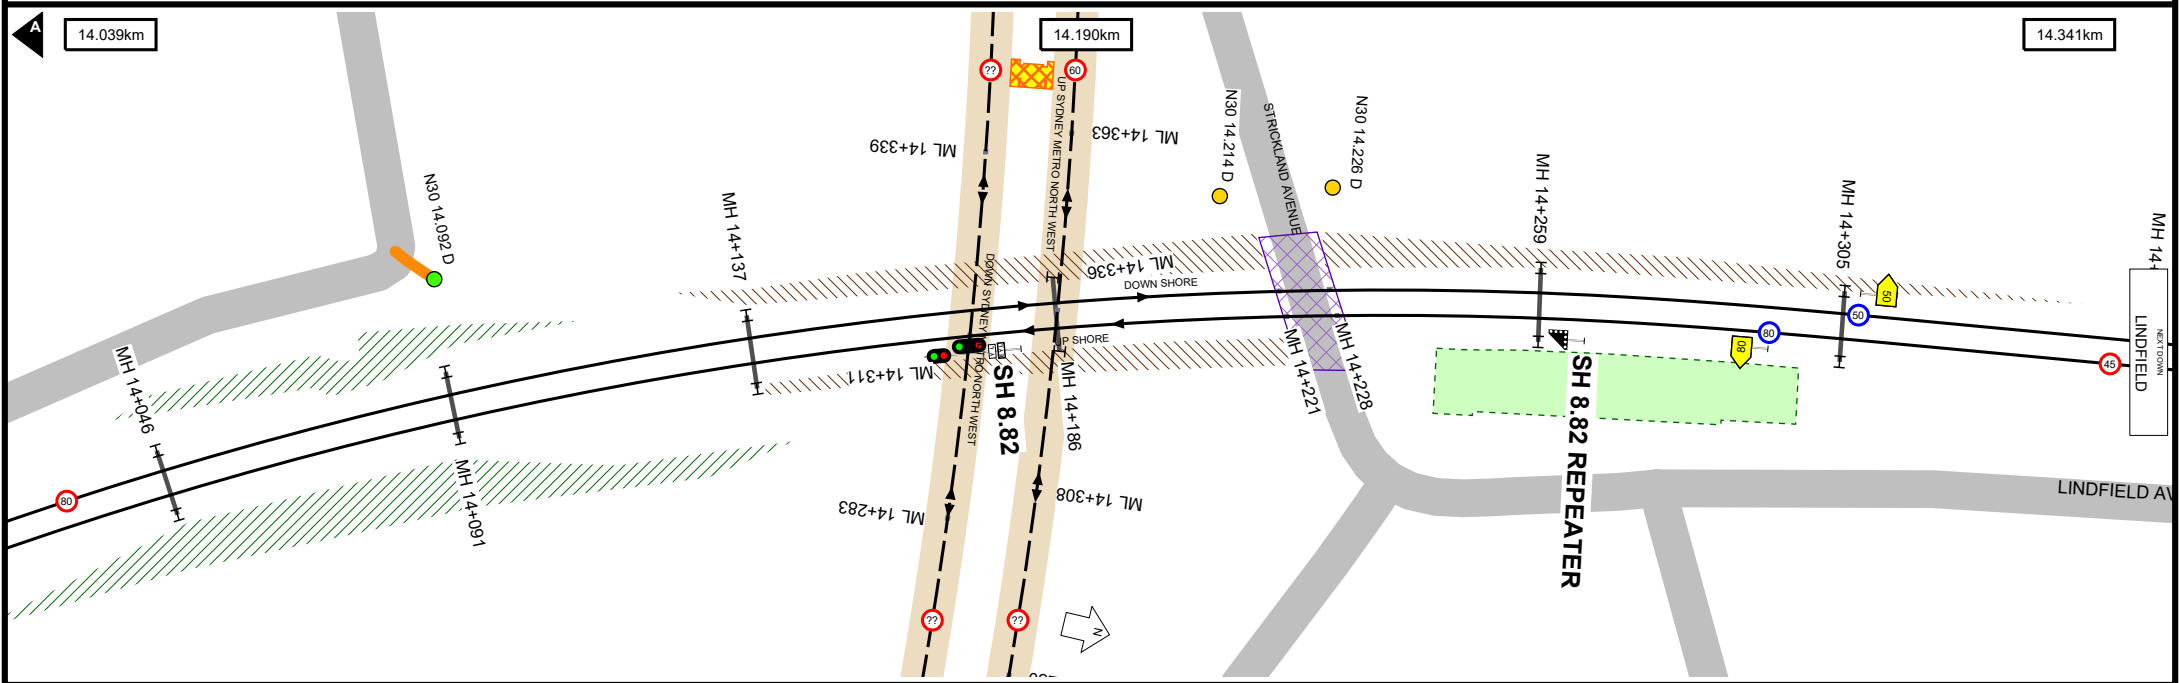 A
14.039km
14.190km
14.341km
??
60
UP SYDNEY METRO NORTH WEST
ML 14+339
ML 14+363
N30 14.214 D
STRICKLAND AVENUE
N30 14.226 D
MH 14+259
MH 14+305
MH 14+
N30 14.092 D
MH 14+137
DOWN SYDNEY METRO NORTH WEST
ML 14+336
DOWN SHORE
UP SHORE
50
50
80
80
45
LINDFIELD
NEXT DOWN
MH 14+046
MH 14+091
80
ML 14+311
SH 8.82
MH 14+186
MH 14+221
MH 14+228
SH 8.82 REPEATER
ML 14+283
ML 14+308
LINDFIELD AV
??
??
N